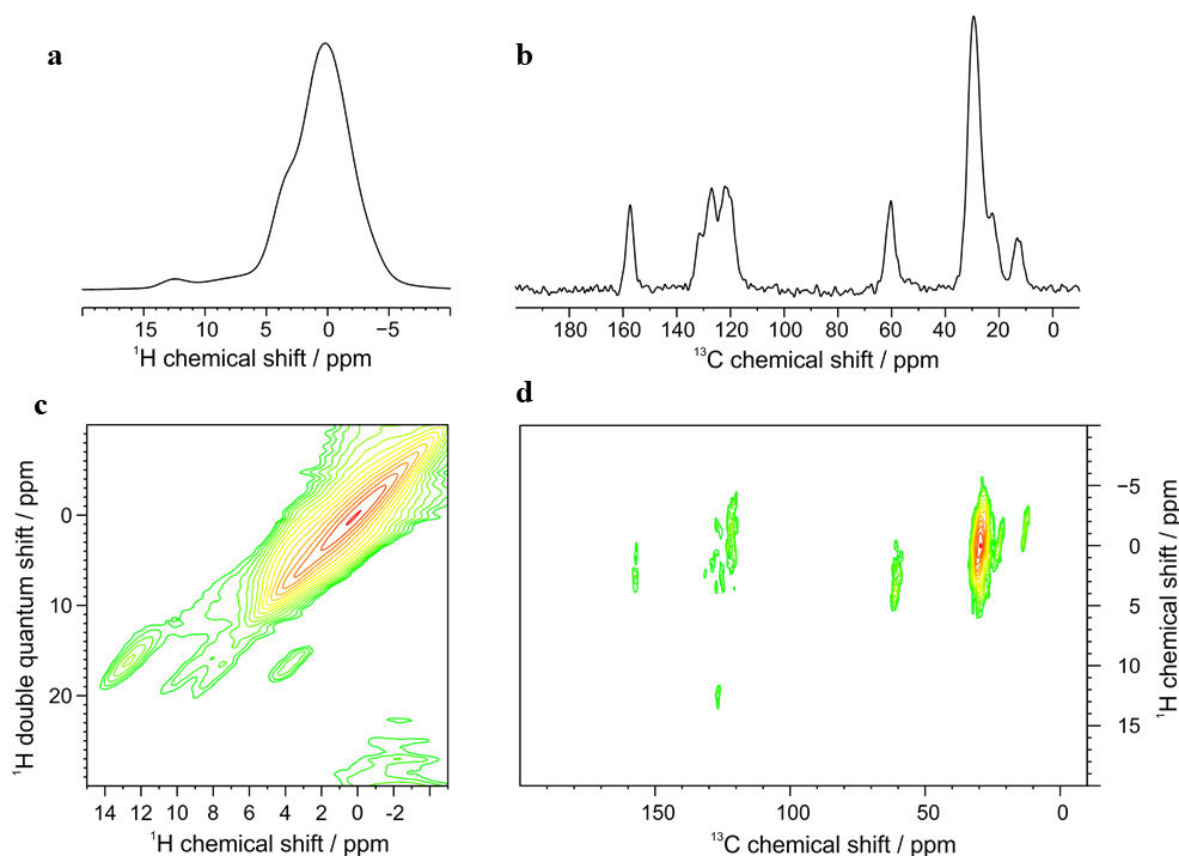 a
15 10 5 0 −5
¹H chemical shift / ppm
b
180 160 140 120 100 80 60 40 20 0
¹³C chemical shift / ppm
c
0
10
20
¹H double quantum shift / ppm
14 12 10 8 6 4 2 0 -2
¹H chemical shift / ppm
d
−5
0
5
10
15
¹H chemical shift / ppm
150 100 50 0
¹³C chemical shift / ppm